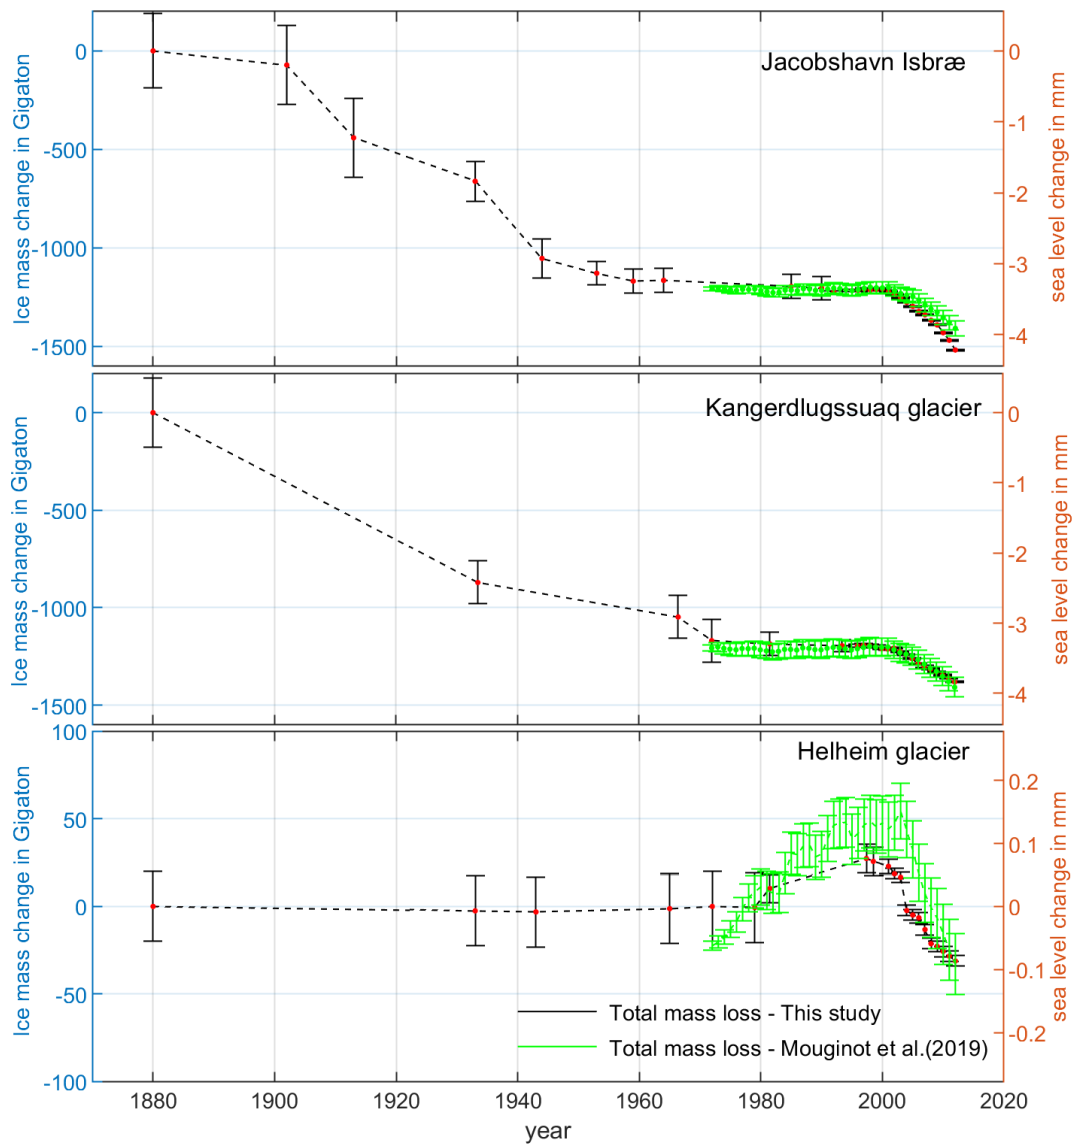 Jacobshavn Isbræ
Ice mass change in Gigaton
0
-500
-1000
-1500
sea level change in mm
0
-1
-2
-3
-4
Kangerdlugssuaq glacier
Ice mass change in Gigaton
0
-500
-1000
-1500
sea level change in mm
0
-1
-2
-3
-4
Helheim glacier
Ice mass change in Gigaton
100
50
0
-50
-100
sea level change in mm
0.2
0.1
0
-0.1
-0.2
Total mass loss - This study
Total mass loss - Mouginot et al.(2019)
1880 1900 1920 1940 1960 1980 2000 2020
year